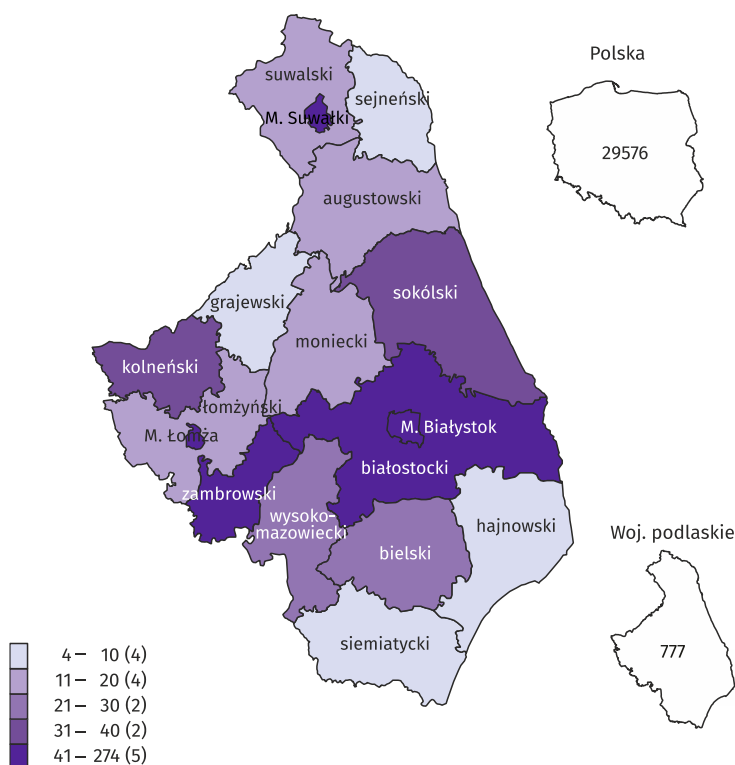 Polska
29576
suwalski
sejneński
M. Suwałki
augustowski
sokólski
grajewski
moniecki
kolneński
łomżyński
M. Łomża
M. Białystok
białostocki
zambrowski
wysoko-
mazowiecki
hajnowski
bielski
siemiatycki
Woj. podlaskie
777
4 – 10 (4)
11 – 20 (4)
21 – 30 (2)
31 – 40 (2)
41 – 274 (5)